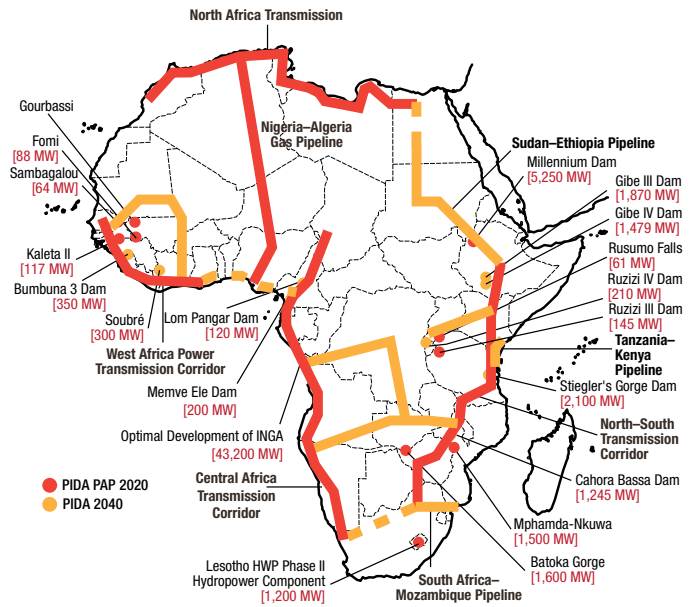 North Africa Transmission
Gourbassi
Fomi
[88 MW]
Sambagalou
[64 MW]
Kaleta II
[117 MW]
Bumbuna 3 Dam
[350 MW]
Soubré
[300 MW]
West Africa Power
Transmission Corridor
Nigeria–Algeria
Gas Pipeline
Lom Pangar Dam
[120 MW]
Memve Ele Dam
[200 MW]
Optimal Development of INGA
[43,200 MW]
Central Africa
Transmission
Corridor
Lesotho HWP Phase II
Hydropower Component
[1,200 MW]
Sudan–Ethiopia Pipeline
Millennium Dam
[5,250 MW]
Gibe III Dam
[1,870 MW]
Gibe IV Dam
[1,479 MW]
Rusumo Falls
[61 MW]
Ruzizi IV Dam
[210 MW]
Ruzizi III Dam
[145 MW]
Tanzania–
Kenya
Pipeline
Stiegler's Gorge Dam
[2,100 MW]
North–South
Transmission
Corridor
Cahora Bassa Dam
[1,245 MW]
Mphamda-Nkuwa
[1,500 MW]
Batoka Gorge
[1,600 MW]
South Africa–
Mozambique Pipeline
PIDA PAP 2020
PIDA 2040